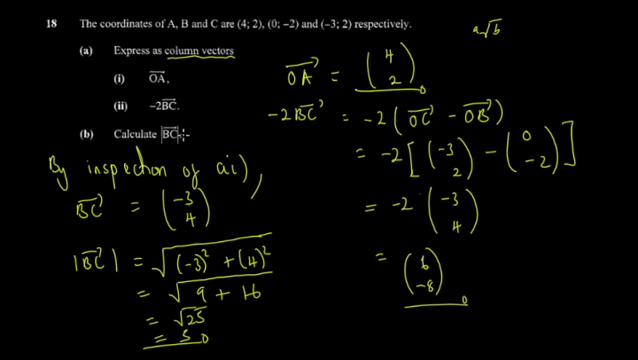 18 The coordinates of A, B and C are (4; 2), (0; −2) and (−3; 2) respectively.
a√b
(a) Express as column vectors
(i) OA,
(ii) −2BC.
(b) Calculate |BC|
OA = (4 2)
−2BC = −2(OC − OB)
= −2[(−3 2) − (0 −2)]
= −2 (−3 4)
= (6 −8)
By inspection of aii),
BC = (−3 4)
|BC| = √(−3)² + (4)²
= √9 + 16
= √25
= 5